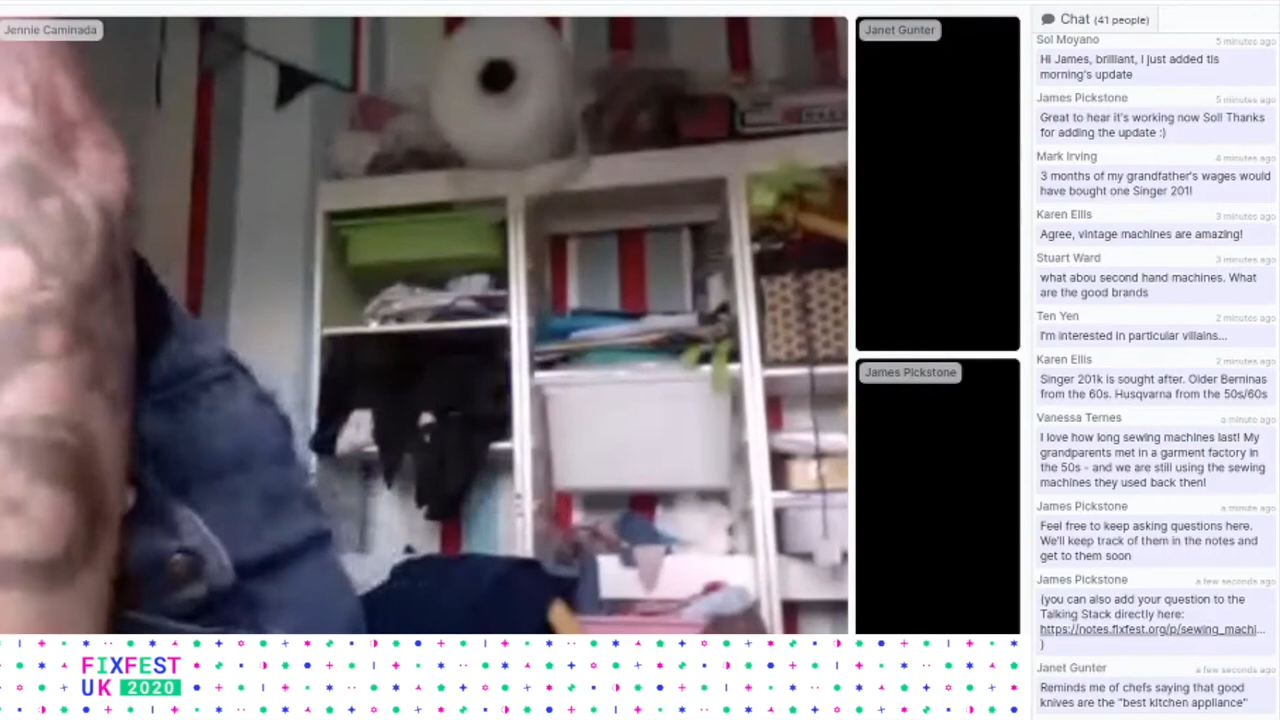 Jennie Caminada
Janet Gunter
James Pickstone
Chat (41 people)
Sol Moyano
5 minutes ago
Hi James, brilliant, I just added tis
morning's update
James Pickstone
5 minutes ago
Great to hear it's working now Sol! Thanks
for adding the update :)
Mark Irving
4 minutes ago
3 months of my grandfather's wages would
have bought one Singer 201!
Karen Ellis
3 minutes ago
Agree, vintage machines are amazing!
Stuart Ward
3 minutes ago
what abou second hand machines. What
are the good brands
Ten Yen
2 minutes ago
I'm interested in particular villains...
Karen Ellis
2 minutes ago
Singer 201k is sought after. Older Berninas
from the 60s. Husqvarna from the 50s/60s
Vanessa Ternes
a minute ago
I love how long sewing machines last! My
grandparents met in a garment factory in
the 50s - and we are still using the sewing
machines they used back then!
James Pickstone
a minute ago
Feel free to keep asking questions here.
We'll keep track of them in the notes and
get to them soon
James Pickstone
a few seconds ago
(you can also add your question to the
Talking Stack directly here:
https://notes.fixfest.org/p/sewing_machi...
)
Janet Gunter
a few seconds ago
Reminds me of chefs saying that good
knives are the "best kitchen appliance"
FIXFEST
UK 2020